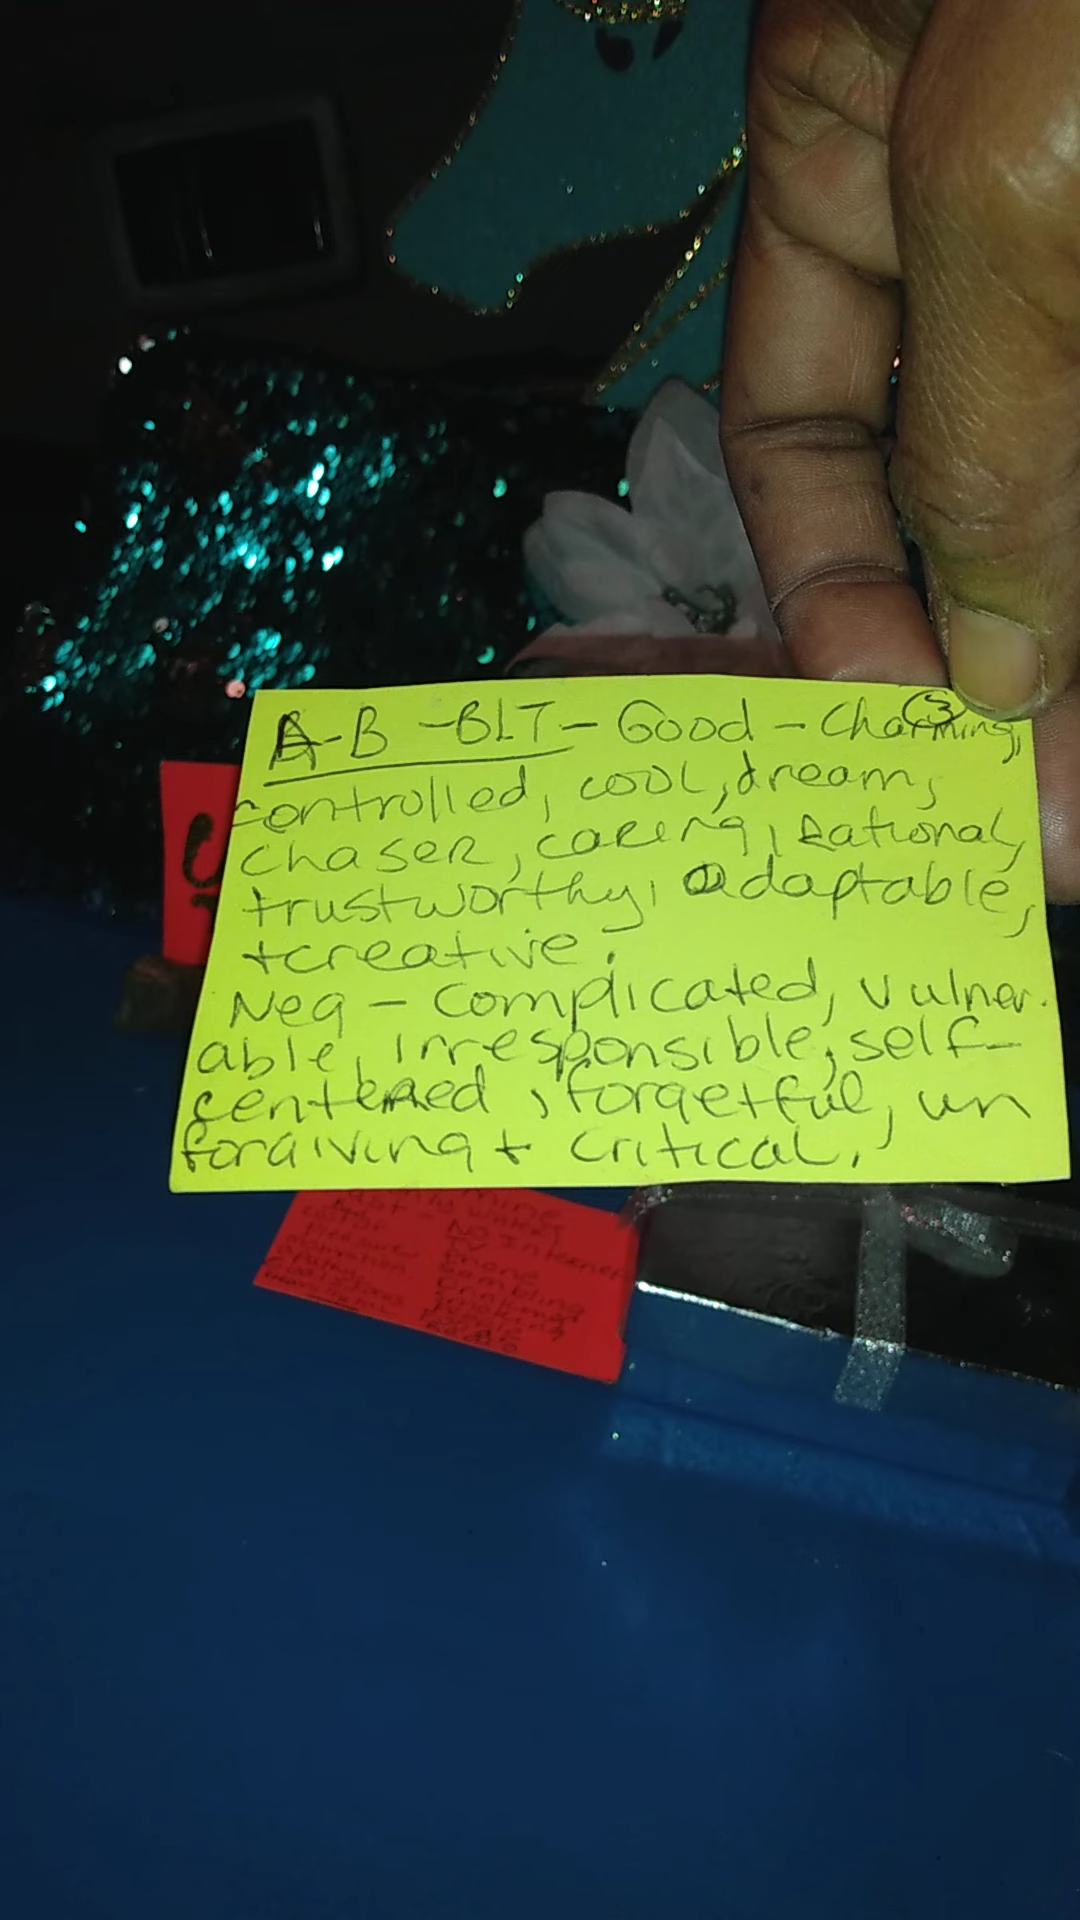 A-B -BLT- Good - Charming,
3
controlled, cool, dream,
chaser, caring, Rational,
trustworthy, adaptable,
+creative.
Neg - Complicated, Vulner.
able, irresponsible, self-
centered, forgetful, un
forgiving + critical.